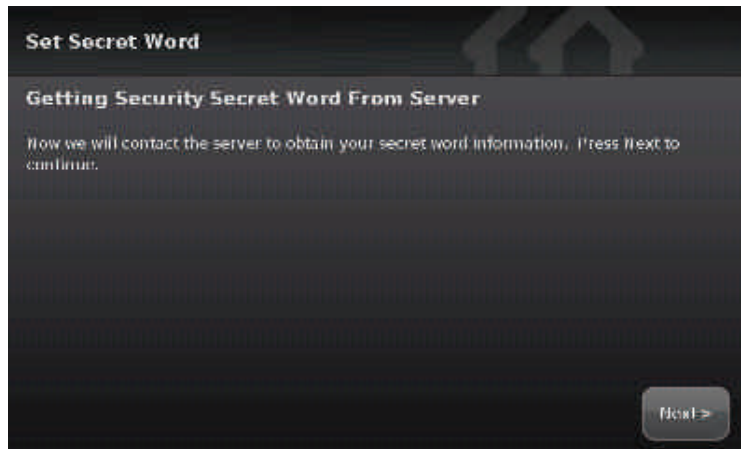 Set Secret Word
Getting Security Secret Word From Server
Now we will contact the server to obtain your secret word information. Press Next to
continue.
Next >